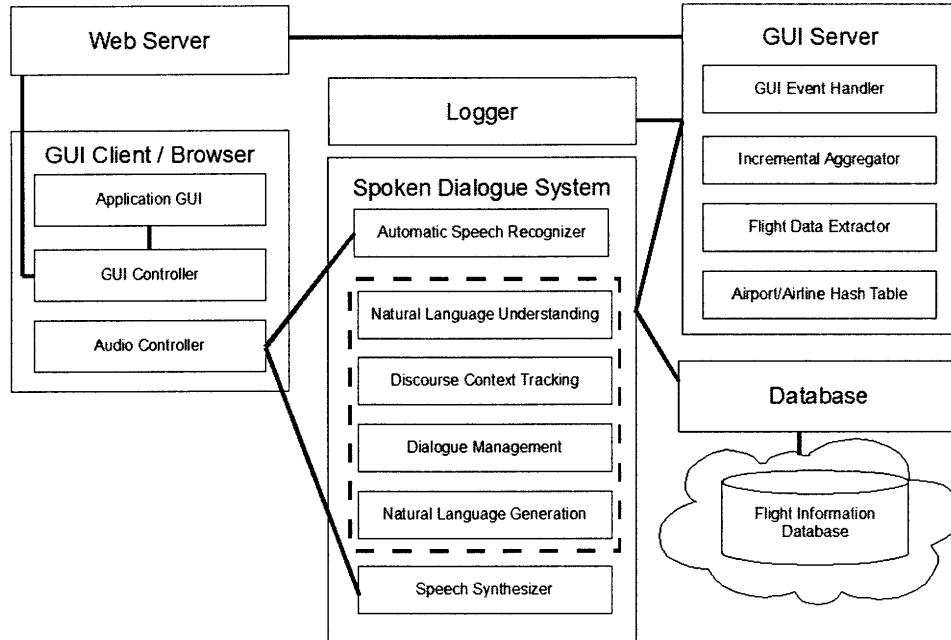 Web Server
GUI Server
GUI Event Handler
Incremental Aggregator
Flight Data Extractor
Airport/Airline Hash Table
Logger
GUI Client / Browser
Application GUI
GUI Controller
Audio Controller
Spoken Dialogue System
Automatic Speech Recognizer
Natural Language Understanding
Discourse Context Tracking
Dialogue Management
Natural Language Generation
Speech Synthesizer
Database
Flight Information
Database